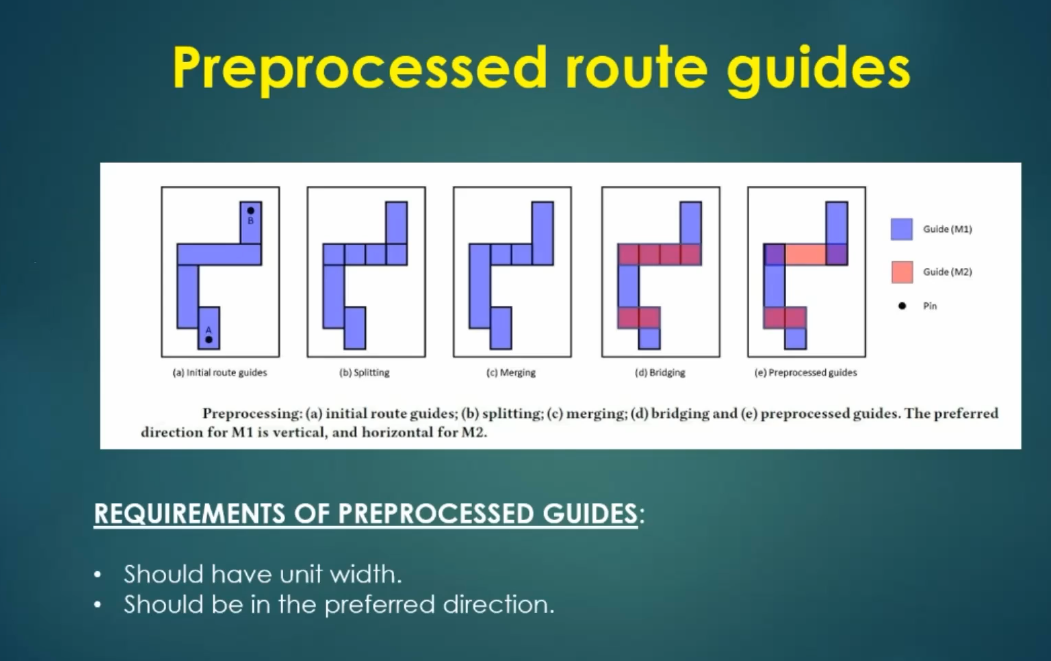 Preprocessed route guides
B
A
(a) Initial route guides
(b) Splitting
(c) Merging
(d) Bridging
(e) Preprocessed guides
Guide (M1)
Guide (M2)
Pin
Preprocessing: (a) initial route guides; (b) splitting; (c) merging; (d) bridging and (e) preprocessed guides. The preferred
direction for M1 is vertical, and horizontal for M2.
REQUIREMENTS OF PREPROCESSED GUIDES:
• Should have unit width.
• Should be in the preferred direction.